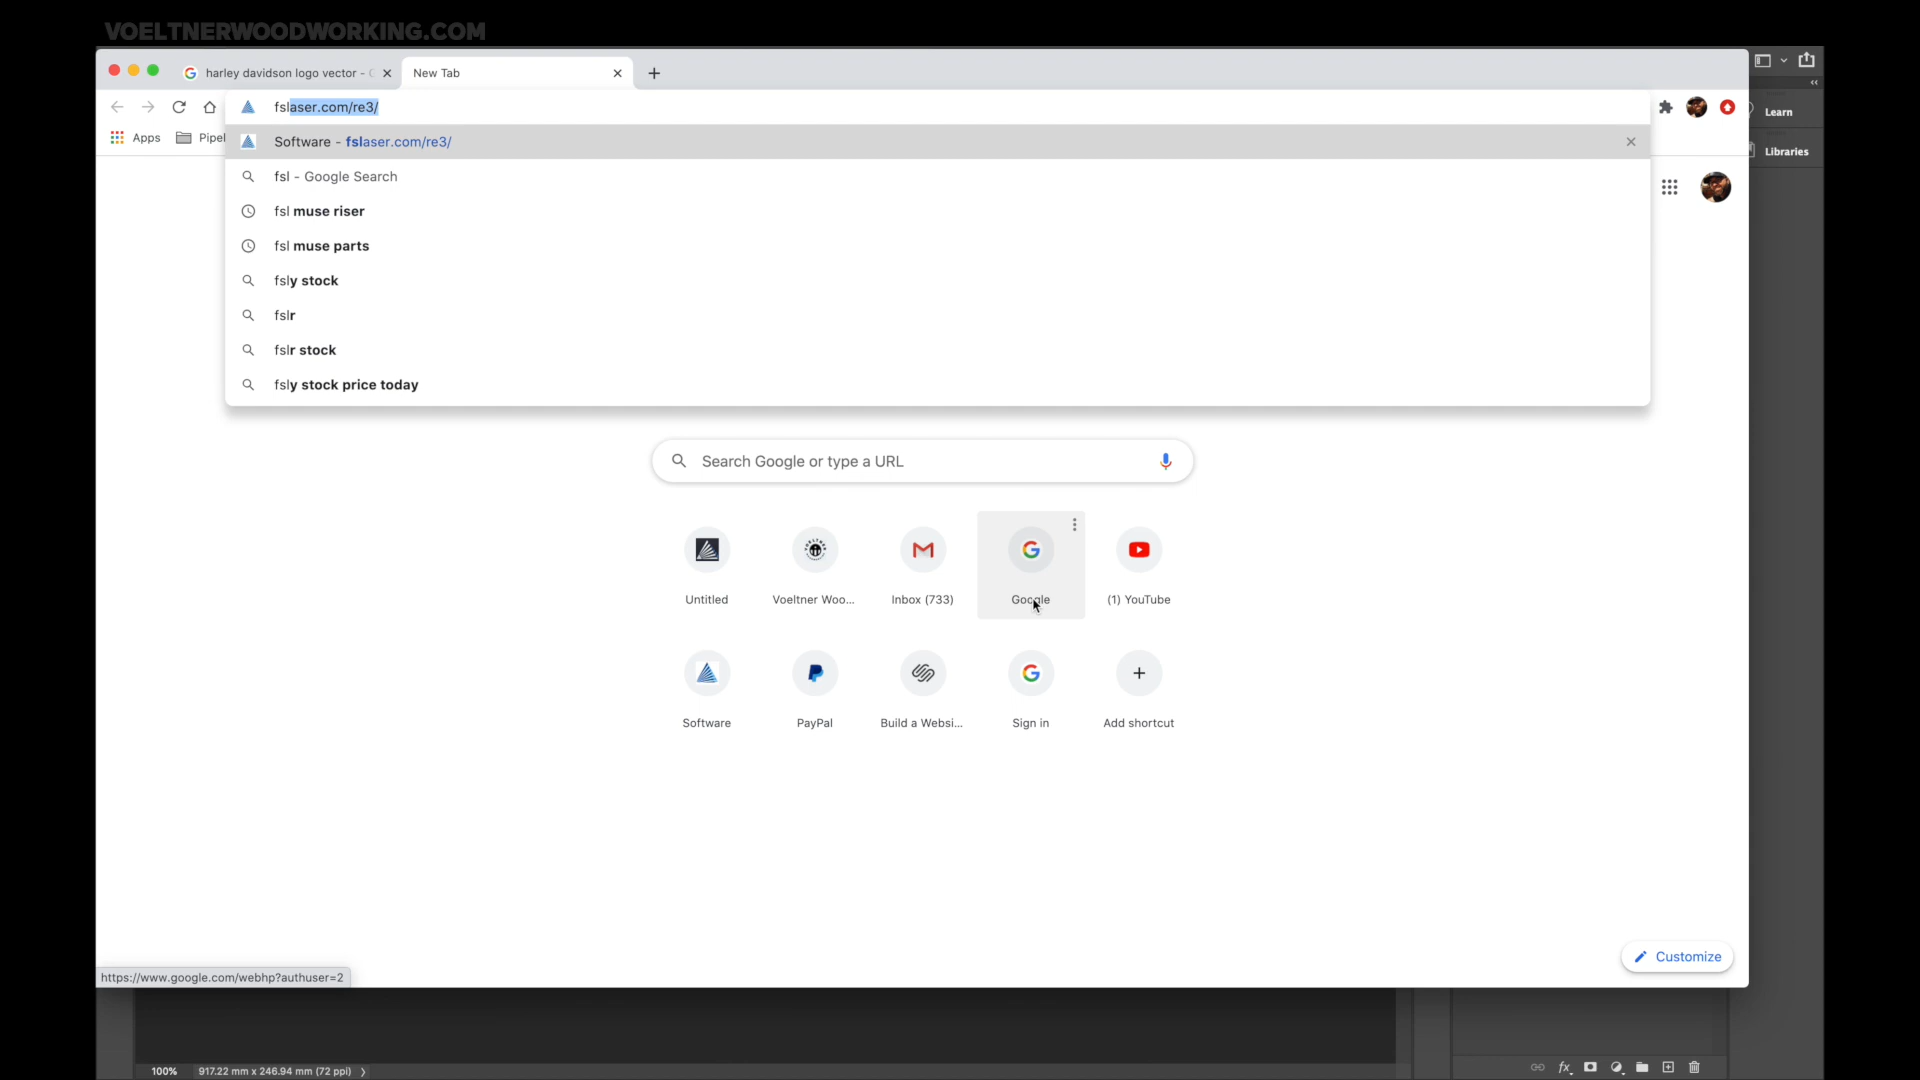 VOELTNERWOODWORKING.COM
harley davidson logo vector -
New Tab
fslaser.com/re3/
Learn
Apps
Pipel
Software - fslaser.com/re3/
Libraries
fsl - Google Search
fsl muse riser
fsl muse parts
fsly stock
fslr
fslr stock
fsly stock price today
Search Google or type a URL
Untitled
Voeltner Woo...
Inbox (733)
Google
(1) YouTube
Software
PayPal
Build a Websi...
Sign in
Add shortcut
Customize
https://www.google.com/webhp?authuser=2
100%
917.22 mm x 246.94 mm (72 ppi)
fx